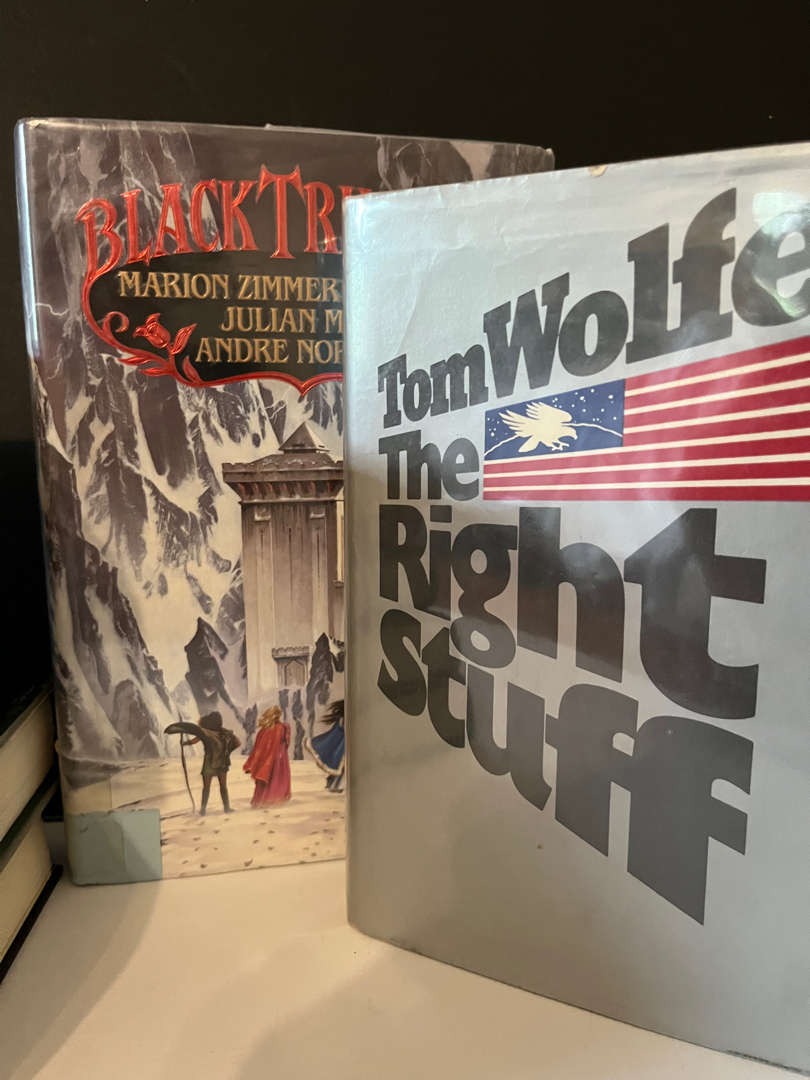 BLACK TRI
MARION ZIMMER
JULIAN M
ANDRE NOR
Tom Wolfe
The
Right
Stuff